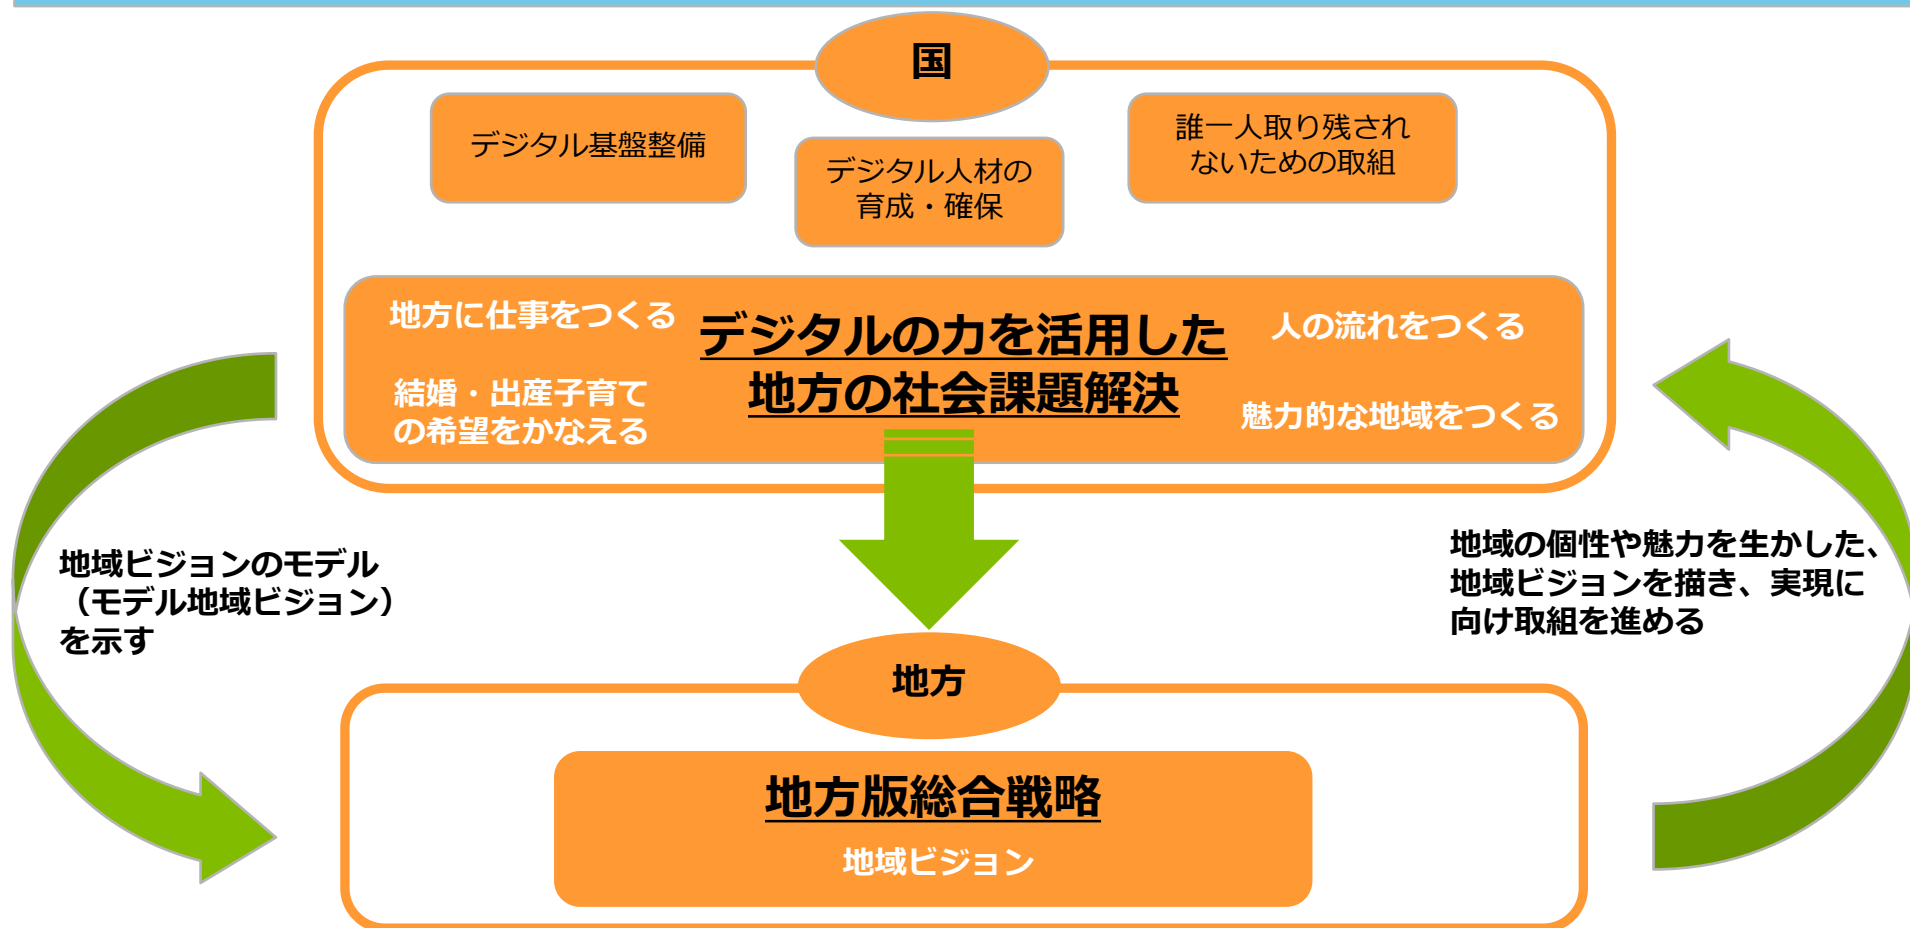 国
デジタル基盤整備
デジタル人材の
育成・確保
誰一人取り残され
ないための取組
地方に仕事をつくる
結婚・出産子育て
の希望をかなえる
デジタルの力を活用した
地方の社会課題解決
人の流れをつくる
魅力的な地域をつくる
地域ビジョンのモデル
（モデル地域ビジョン）
を示す
地域の個性や魅力を生かした、
地域ビジョンを描き、実現に
向け取組を進める
地方
地方版総合戦略
地域ビジョン